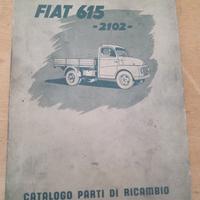 FIAT 615
-2102-
CATALOGO PARTI DI RICAMBIO